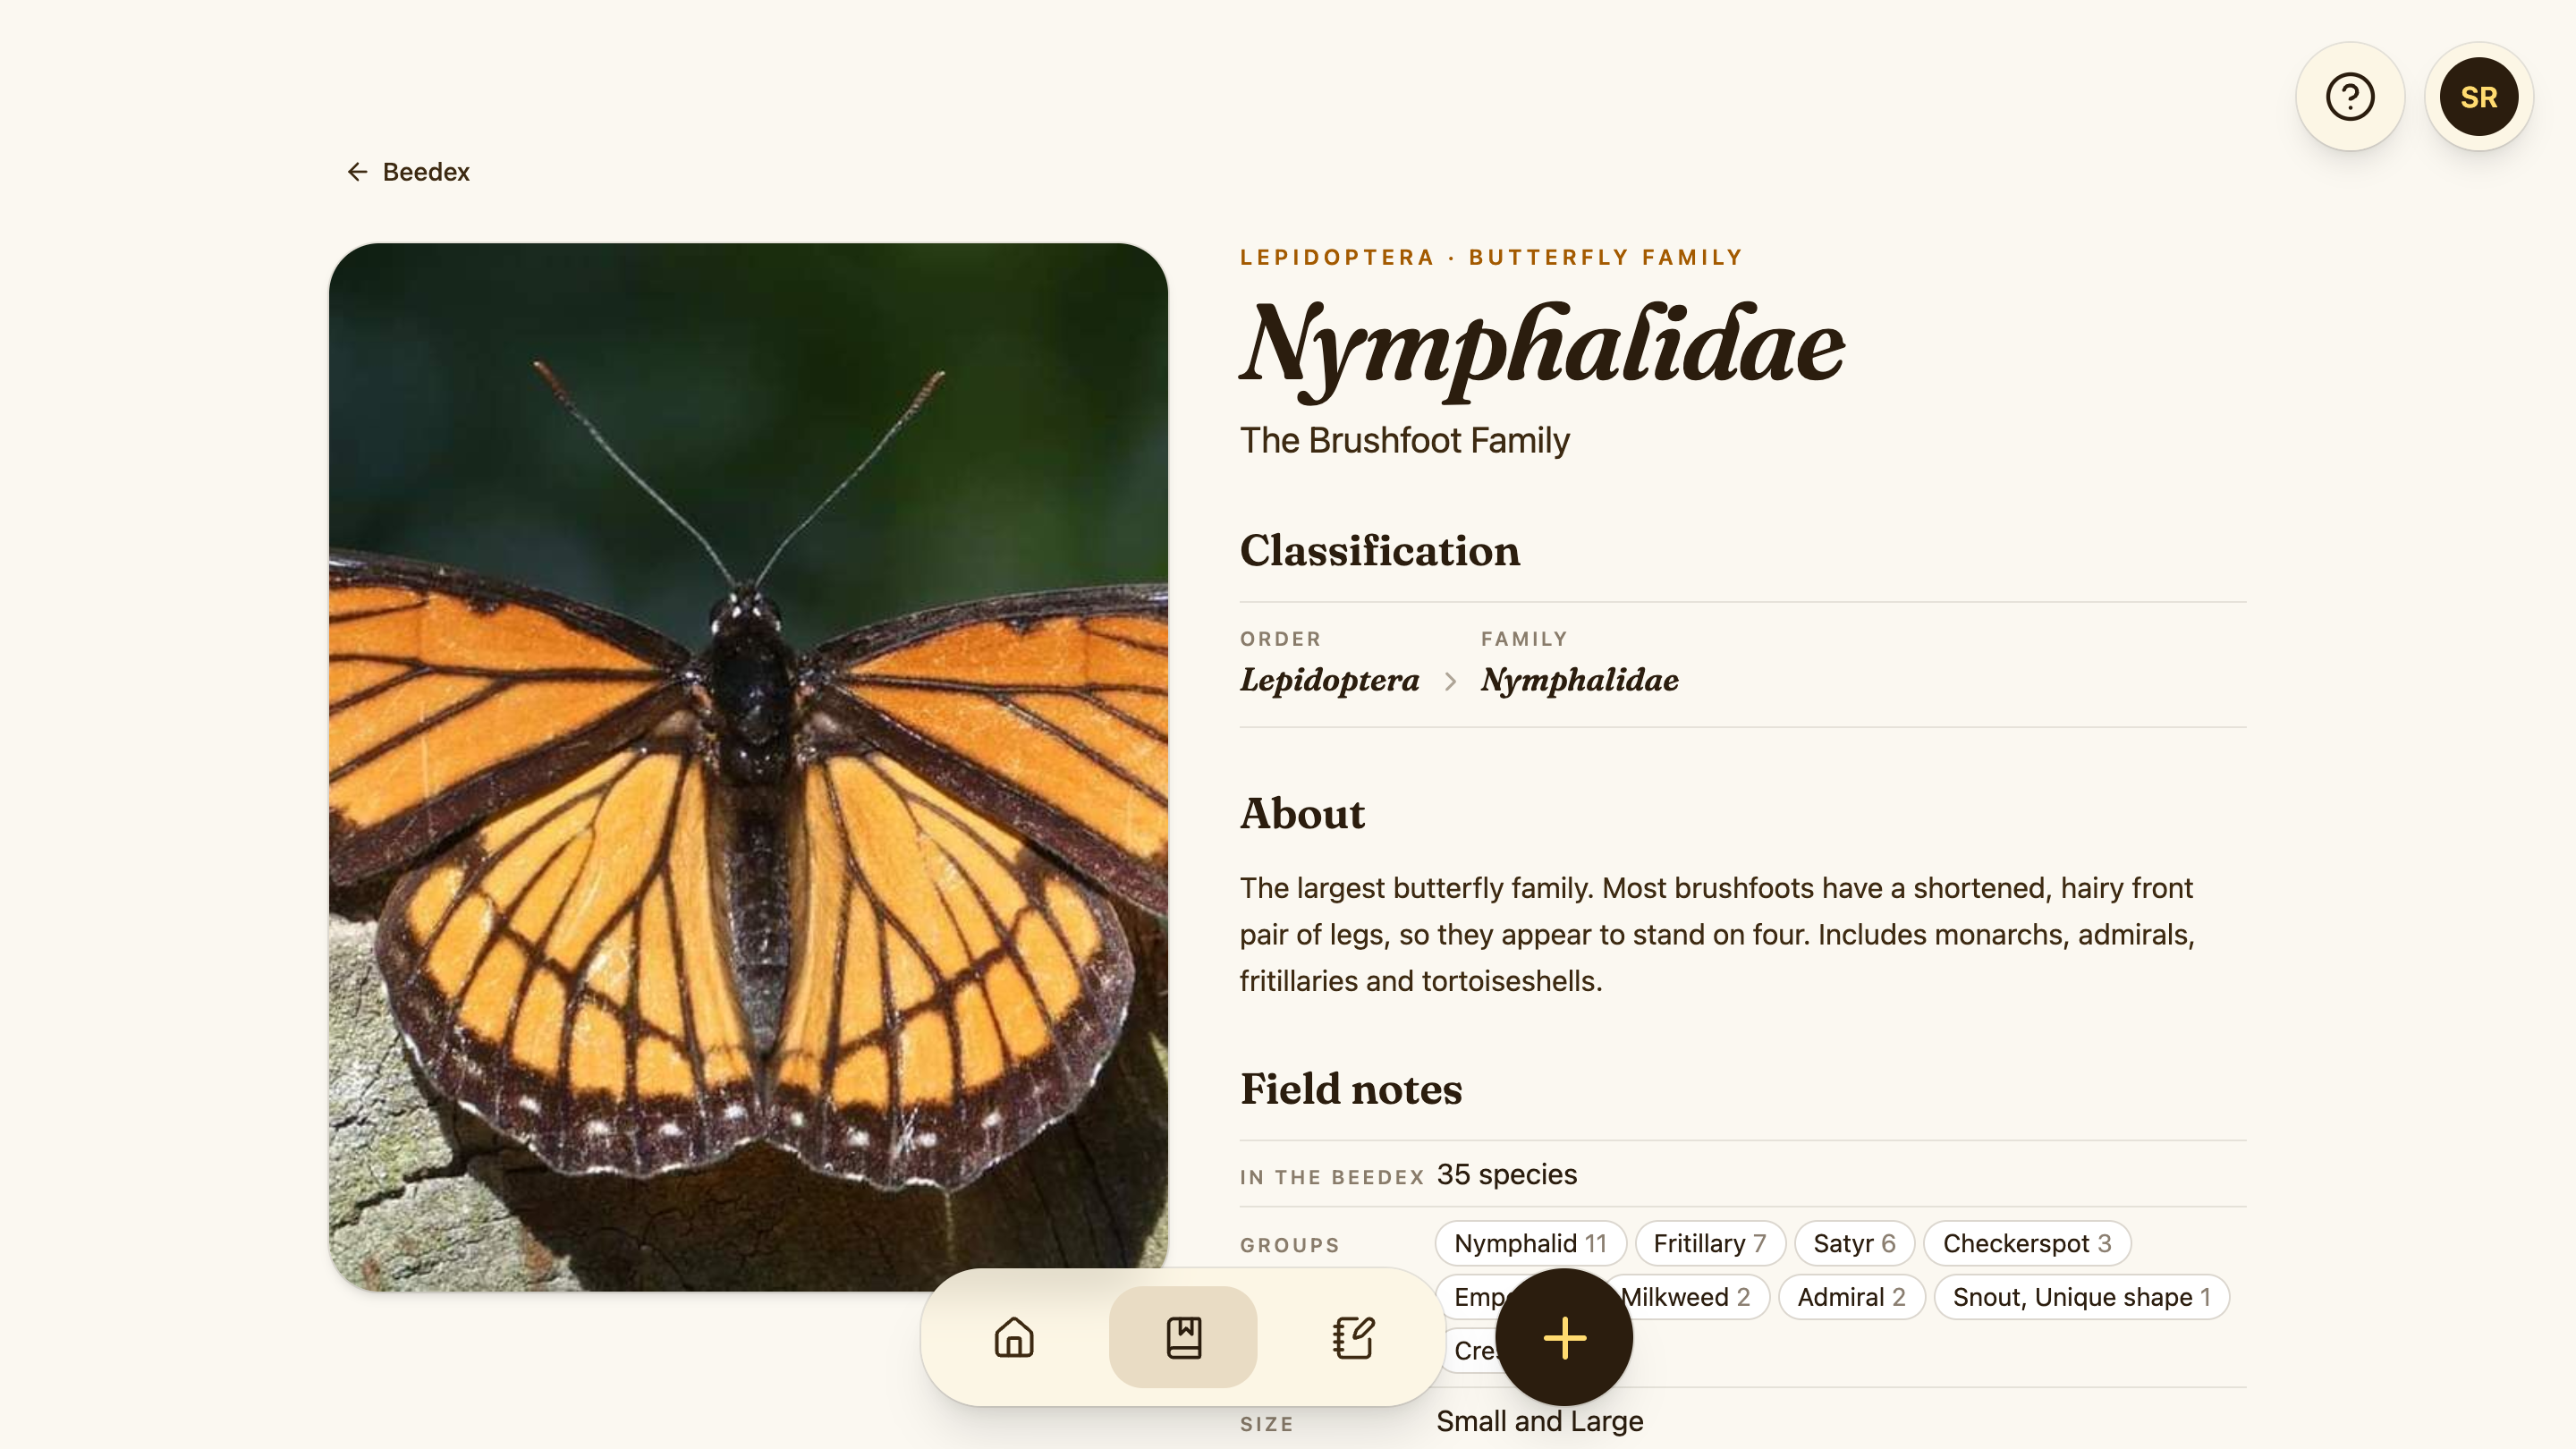 SR
Beedex
LEPIDOPTERA · BUTTERFLY FAMILY
Nymphalidae
The Brushfoot Family
Classification
ORDER FAMILY
Lepidoptera > Nymphalidae
About
The largest butterfly family. Most brushfoots have a shortened, hairy front
pair of legs, so they appear to stand on four. Includes monarchs, admirals,
fritillaries and tortoiseshells.
Field notes
IN THE BEEDEX 35 species
GROUPS Nymphalid 11 Fritillary 7 Satyr 6 Checkerspot 3
Milkweed 2 Admiral 2 Snout, Unique shape 1
SIZE Small and Large